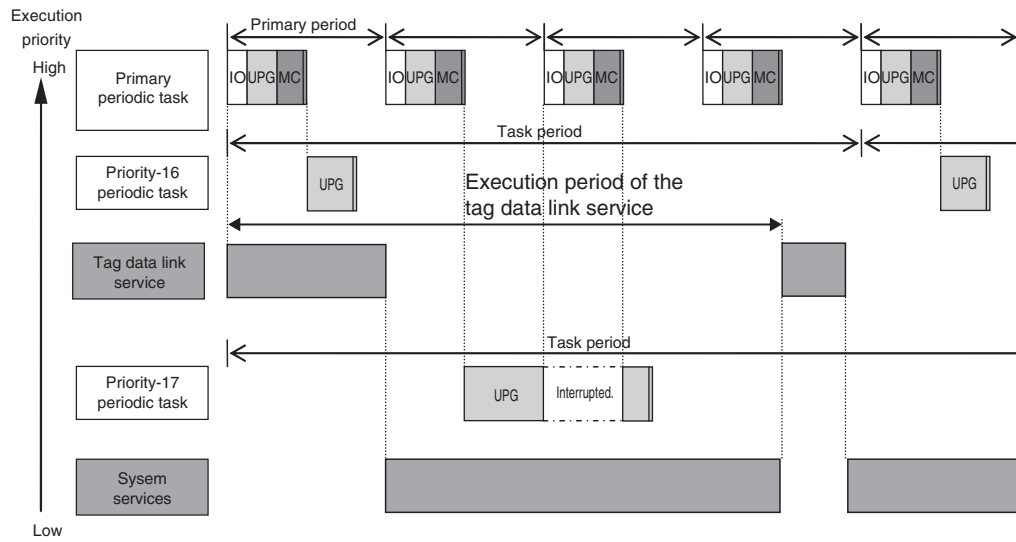 Execution
priority
High
Primary period
Primary
periodic task
IO UPG MC
IO UPG MC
IO UPG MC
IO UPG MC
IO UPG MC
Task period
Priority-16
periodic task
UPG
UPG
Execution period of the
tag data link service
Tag data link
service
Task period
Priority-17
periodic task
UPG
Interrupted.
Sysem
services
Low